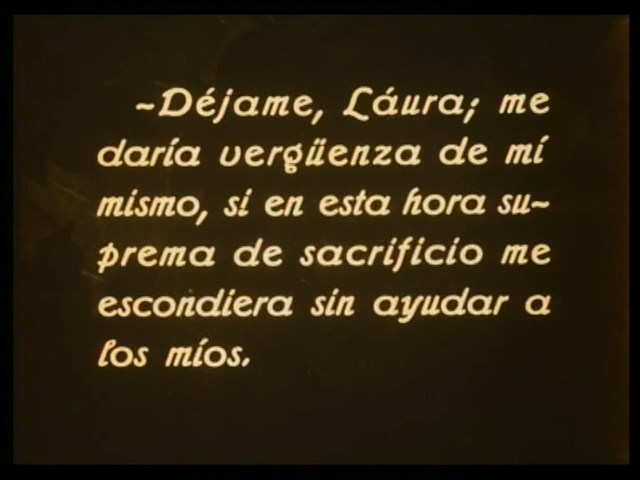 ~Déjame, Láura; me
daría vergüenza de mí
mismo, si en esta hora su~
prema de sacrificio me
escondiera sin ayudar a
los míos.